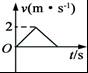 v(m · s⁻¹)
2
O
t/s